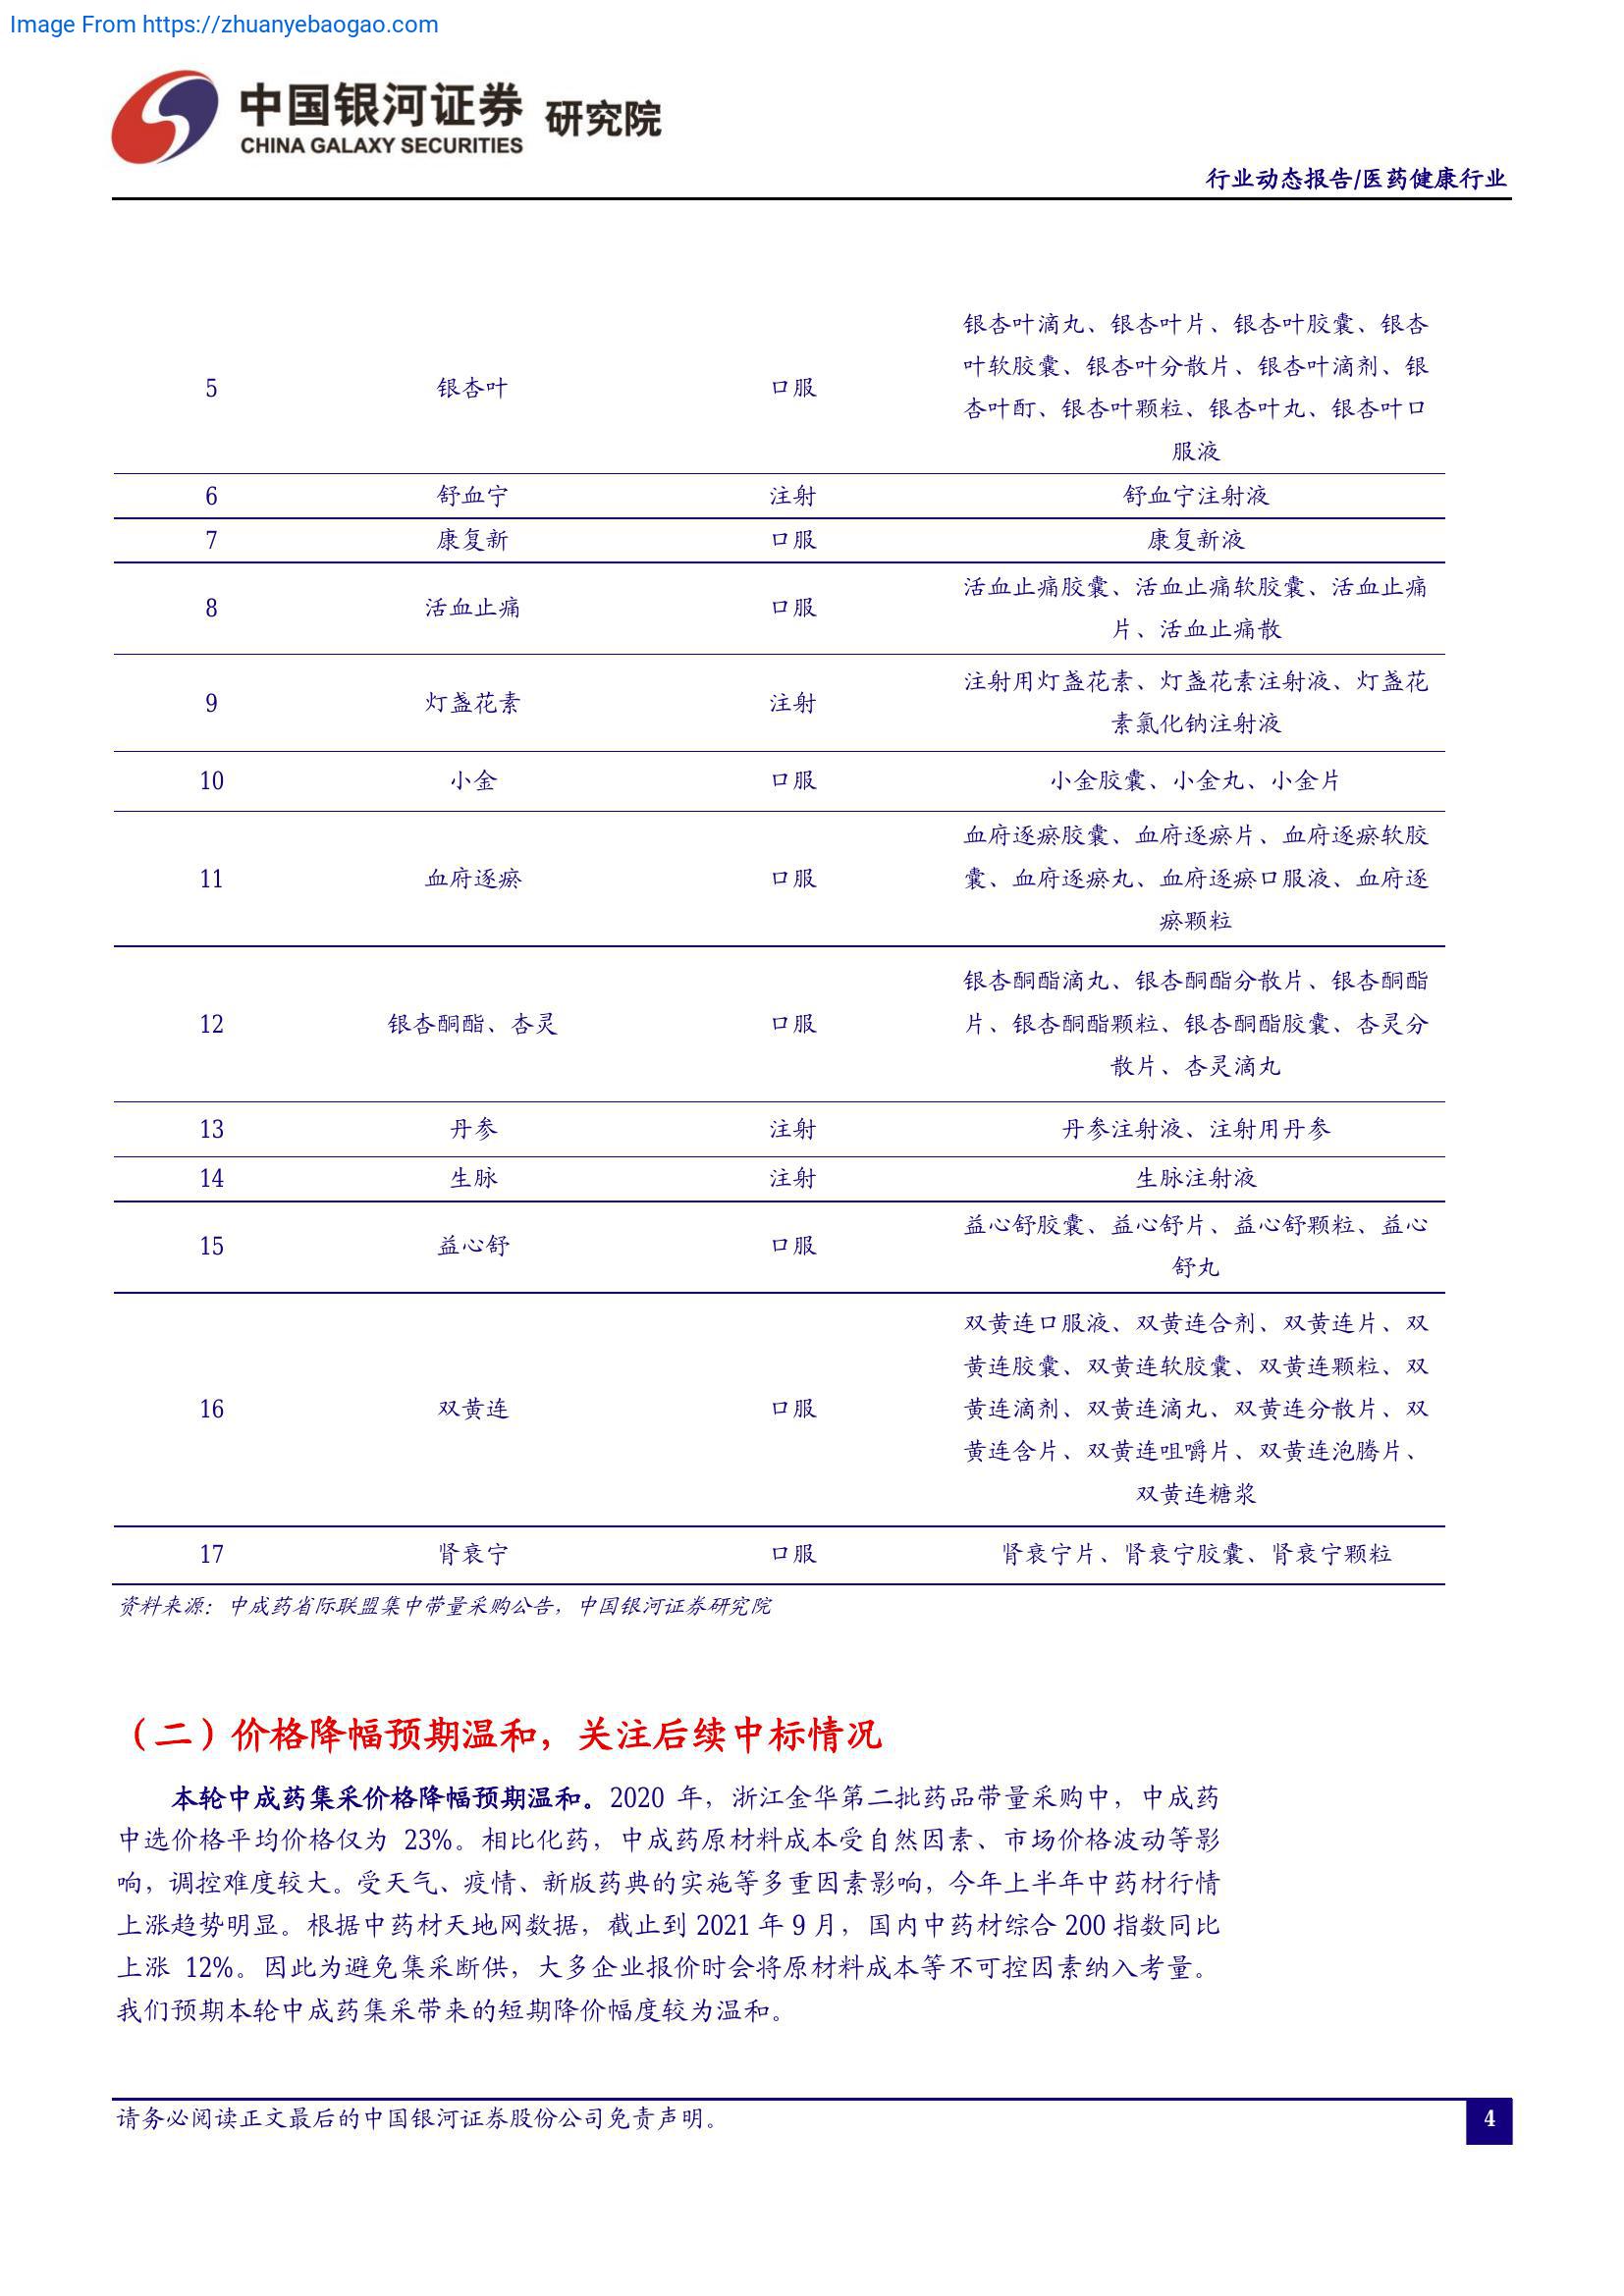 Image From https://zhuanyebaogao.com
中国银河证券 研究院
CHINA GALAXY SECURITIES
行业动态报告/医药健康行业
银杏叶滴丸、银杏叶片、银杏叶胶囊、银杏
叶软胶囊、银杏叶分散片、银杏叶滴剂、银
5 银杏叶 口服
杏叶酊、银杏叶颗粒、银杏叶丸、银杏叶口
服液
6 舒血宁 注射 舒血宁注射液
7 康复新 口服 康复新液
8 活血止痛 口服 活血止痛胶囊、活血止痛软胶囊、活血止痛
片、活血止痛散
9 灯盏花素 注射 注射用灯盏花素、灯盏花素注射液、灯盏花
素氯化钠注射液
10 小金 口服 小金胶囊、小金丸、小金片
血府逐瘀胶囊、血府逐瘀片、血府逐瘀软胶
11 血府逐瘀 口服 囊、血府逐瘀丸、血府逐瘀口服液、血府逐
瘀颗粒
银杏酮酯滴丸、银杏酮酯分散片、银杏酮酯
12 银杏酮酯、杏灵 口服 片、银杏酮酯颗粒、银杏酮酯胶囊、杏灵分
散片、杏灵滴丸
13 丹参 注射 丹参注射液、注射用丹参
14 生脉 注射 生脉注射液
15 益心舒 口服 益心舒胶囊、益心舒片、益心舒颗粒、益心
舒丸
双黄连口服液、双黄连合剂、双黄连片、双
黄连胶囊、双黄连软胶囊、双黄连颗粒、双
16 双黄连 口服 黄连滴剂、双黄连滴丸、双黄连分散片、双
黄连含片、双黄连咀嚼片、双黄连泡腾片、
双黄连糖浆
17 肾衰宁 口服 肾衰宁片、肾衰宁胶囊、肾衰宁颗粒
资料来源：中成药省际联盟集中带量采购公告，中国银河证券研究院
（二）价格降幅预期温和，关注后续中标情况
本轮中成药集采价格降幅预期温和。2020 年，浙江金华第二批药品带量采购中，中成药
中选价格平均价格仅为 23%。相比化药，中成药原材料成本受自然因素、市场价格波动等影
响，调控难度较大。受天气、疫情、新版药典的实施等多重因素影响，今年上半年中药材行情
上涨趋势明显。根据中药材天地网数据，截止到 2021 年 9 月，国内中药材综合 200 指数同比
上涨 12%。因此为避免集采断供，大多企业报价时会将原材料成本等不可控因素纳入考量。
我们预期本轮中成药集采带来的短期降价幅度较为温和。
请务必阅读正文最后的中国银河证券股份公司免责声明。
4